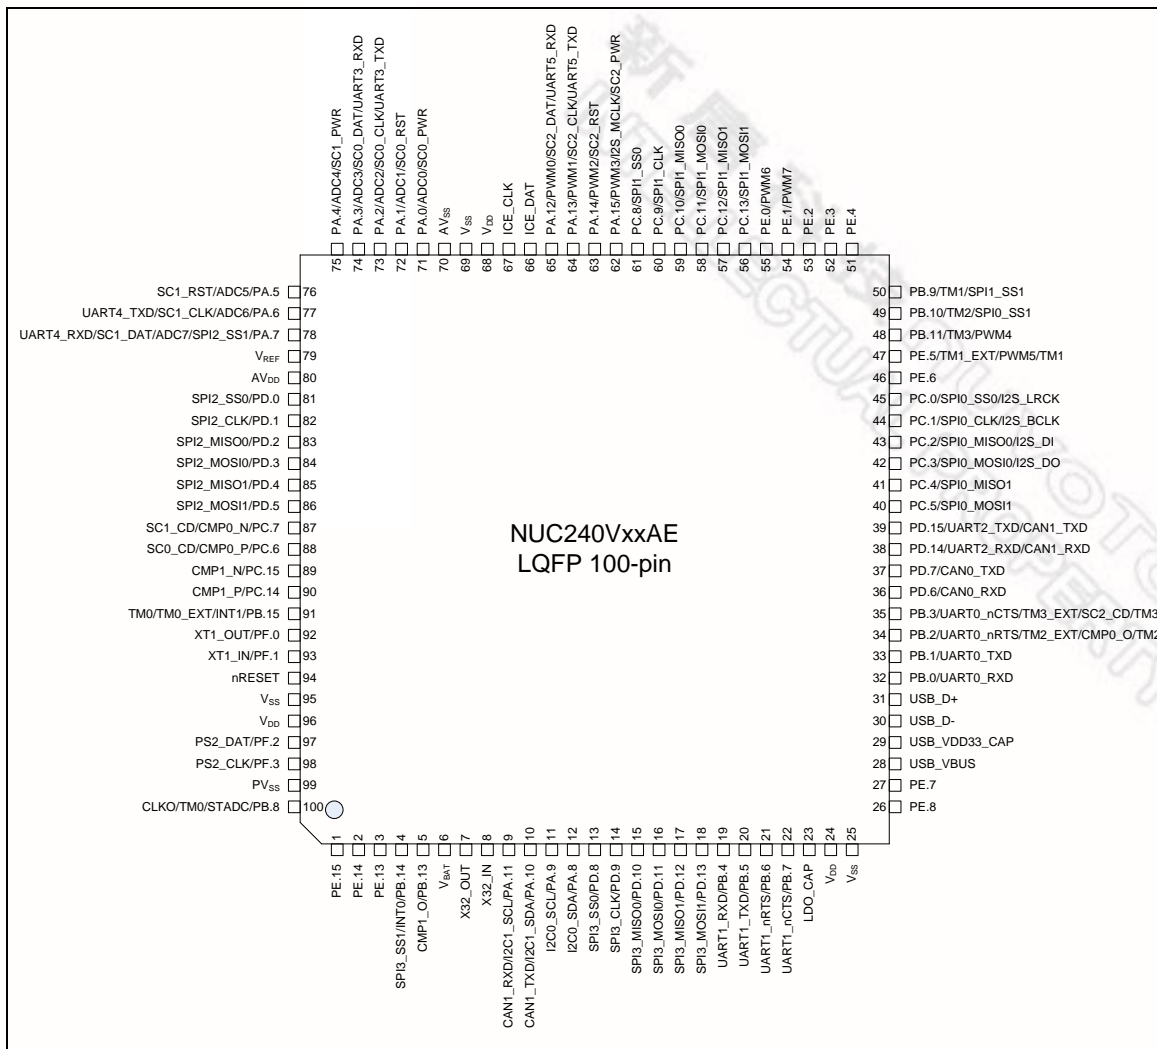 PA.4/ADC4/SC1_PWR
PA.3/ADC3/SC0_DAT/UART3_RXD
PA.2/ADC2/SC0_CLK/UART3_TXD
PA.1/ADC1/SC0_RST
PA.0/ADC0/SC0_PWR
AVSS
VSS
VDD
ICE_CLK
ICE_DAT
PA.12/PWM0/SC2_DAT/UART5_RXD
PA.13/PWM1/SC2_CLK/UART5_TXD
PA.14/PWM2/SC2_RST
PA.15/PWM3/I2S_MCLK/SC2_PWR
PC.8/SPI1_SS0
PC.9/SPI1_CLK
PC.10/SPI1_MISO0
PC.11/SPI1_MOSI0
PC.12/SPI1_MISO1
PC.13/SPI1_MOSI1
PE.0/PWM6
PE.1/PWM7
PE.2
PE.3
PE.4
75
74
73
72
71
70
69
68
67
66
65
64
63
62
61
60
59
58
57
56
55
54
53
52
51
SC1_RST/ADC5/PA.5 76
UART4_TXD/SC1_CLK/ADC6/PA.6 77
UART4_RXD/SC1_DAT/ADC7/SPI2_SS1/PA.7 78
VREF 79
AVDD 80
SPI2_SS0/PD.0 81
SPI2_CLK/PD.1 82
SPI2_MISO0/PD.2 83
SPI2_MOSI0/PD.3 84
SPI2_MISO1/PD.4 85
SPI2_MOSI1/PD.5 86
SC1_CD/CMP0_N/PC.7 87
SC0_CD/CMP0_P/PC.6 88
CMP1_N/PC.15 89
CMP1_P/PC.14 90
TM0/TM0_EXT/INT1/PB.15 91
XT1_OUT/PF.0 92
XT1_IN/PF.1 93
nRESET 94
VSS 95
VDD 96
PS2_DAT/PF.2 97
PS2_CLK/PF.3 98
PVSS 99
CLKO/TM0/STADC/PB.8 100
NUC240VxxAE
LQFP 100-pin
50 PB.9/TM1/SPI1_SS1
49 PB.10/TM2/SPI0_SS1
48 PB.11/TM3/PWM4
47 PE.5/TM1_EXT/PWM5/TM1
46 PE.6
45 PC.0/SPI0_SS0/I2S_LRCK
44 PC.1/SPI0_CLK/I2S_BCLK
43 PC.2/SPI0_MISO0/I2S_DI
42 PC.3/SPI0_MOSI0/I2S_DO
41 PC.4/SPI0_MISO1
40 PC.5/SPI0_MOSI1
39 PD.15/UART2_TXD/CAN1_TXD
38 PD.14/UART2_RXD/CAN1_RXD
37 PD.7/CAN0_TXD
36 PD.6/CAN0_RXD
35 PB.3/UART0_nCTS/TM3_EXT/SC2_CD/TM3
34 PB.2/UART0_nRTS/TM2_EXT/CMP0_O/TM2
33 PB.1/UART0_TXD
32 PB.0/UART0_RXD
31 USB_D+
30 USB_D-
29 USB_VDD33_CAP
28 USB_VBUS
27 PE.7
26 PE.8
1
2
3
4
5
6
7
8
9
10
11
12
13
14
15
16
17
18
19
20
21
22
23
24
25
PE.15
PE.14
PE.13
SPI3_SS1/INT0/PB.14
CMP1_O/PB.13
VBAT
X32_OUT
X32_IN
CAN1_RXD/I2C1_SCL/PA.11
CAN1_TXD/I2C1_SDA/PA.10
I2C0_SCL/PA.9
I2C0_SDA/PA.8
SPI3_SS0/PD.8
SPI3_CLK/PD.9
SPI3_MISO0/PD.10
SPI3_MOSI0/PD.11
SPI3_MISO1/PD.12
SPI3_MOSI1/PD.13
UART1_RXD/PB.4
UART1_TXD/PB.5
UART1_nRTS/PB.6
UART1_nCTS/PB.7
LDO_CAP
VDD
VSS
新唐科技 NUVOTO
INTELLECTUAL PROPERTY